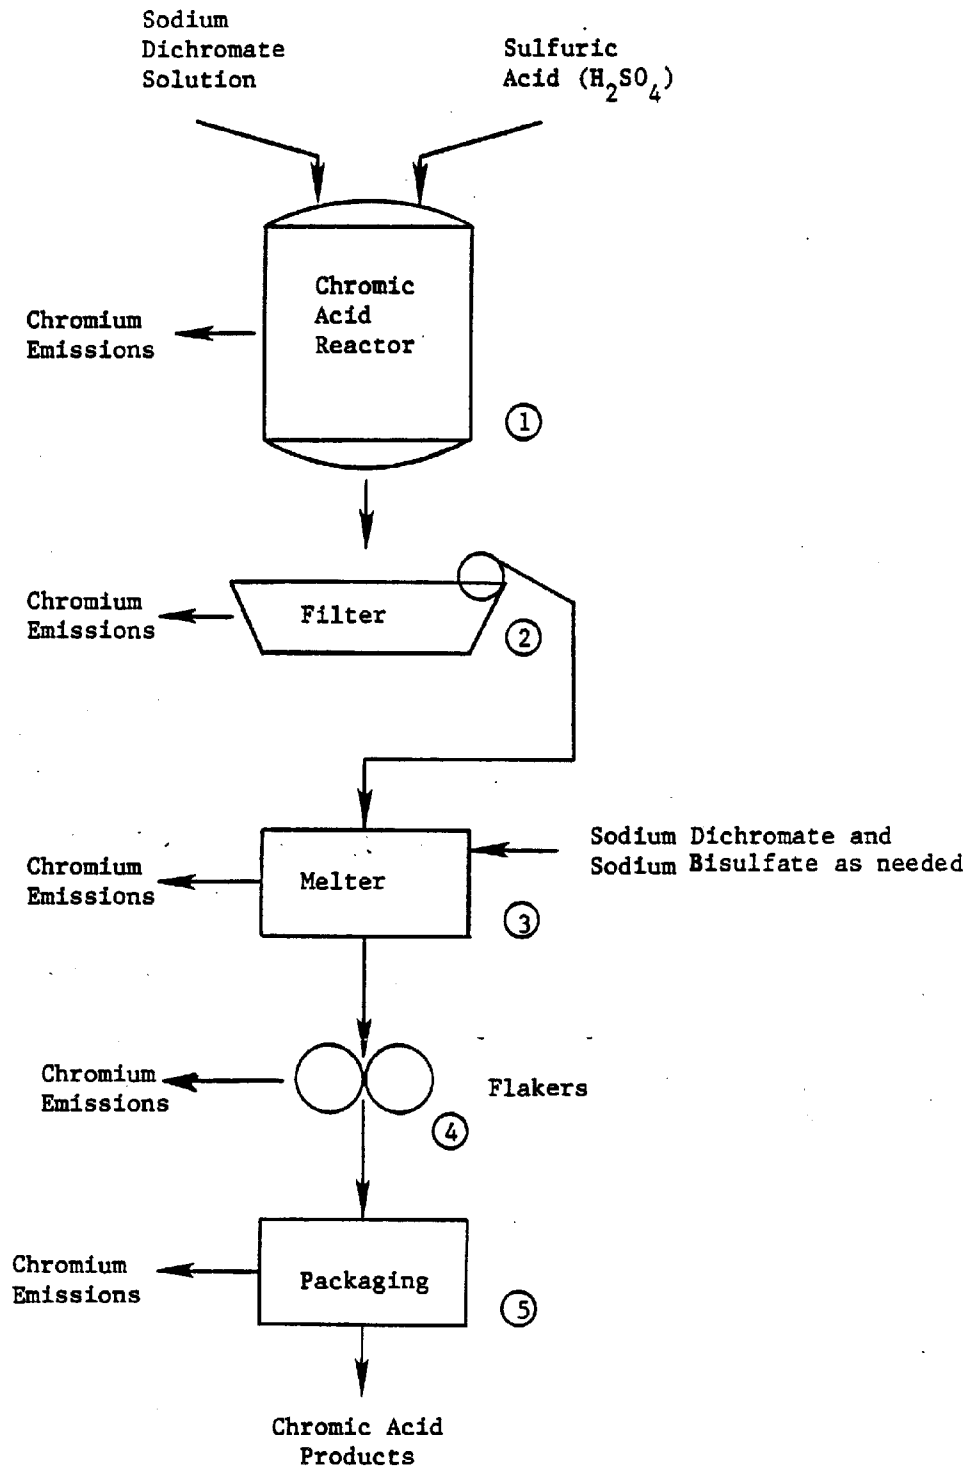 Sodium
Dichromate
Solution
Sulfuric
Acid (H2SO4)
Chromic
Acid
Reactor
Chromium
Emissions
1
Chromium
Emissions
Filter
2
Sodium Dichromate and
Sodium Bisulfate as needed
Chromium
Emissions
Melter
3
Chromium
Emissions
Flakers
4
Chromium
Emissions
Packaging
5
Chromic Acid
Products